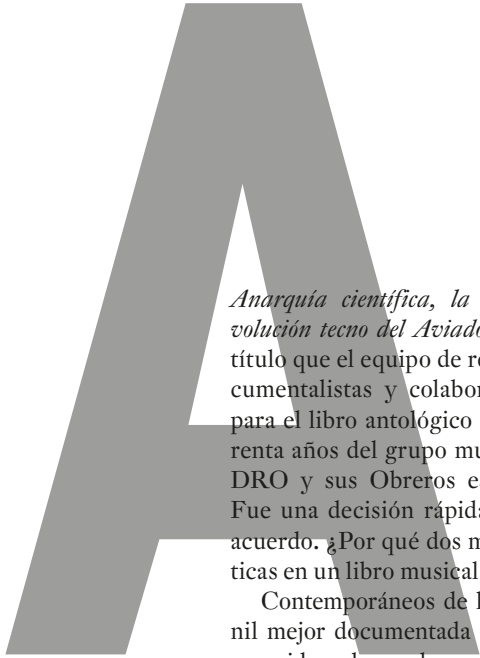 A
Anarquía científica, la
volución tecno del Aviado
título que el equipo de re
cumentalistas y colabor
para el libro antológico
renta años del grupo mu
DRO y sus Obreros e
Fue una decisión rápida
acuerdo. ¿Por qué dos m
ticas en un libro musical
Contemporáneos de l
nil mejor documentada